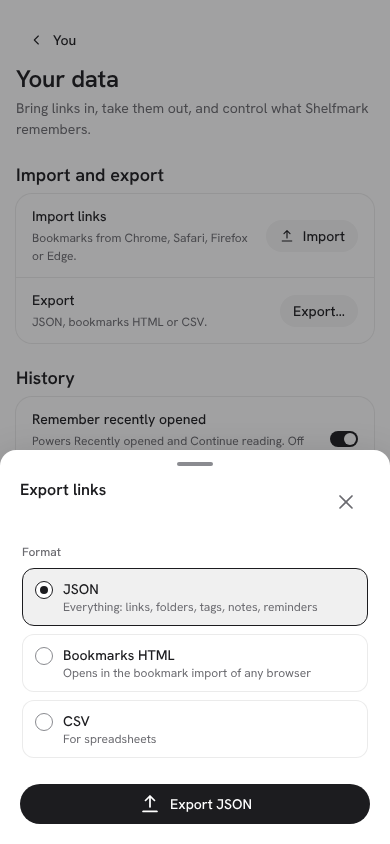 You
Your data
Bring links in, take them out, and control what Shelfmark
remembers.
Import and export
Import links
Bookmarks from Chrome, Safari, Firefox
or Edge.
Import
Export
JSON, bookmarks HTML or CSV.
Export...
History
Remember recently opened
Powers Recently opened and Continue reading. Off
Export links
Format
JSON
Everything: links, folders, tags, notes, reminders
Bookmarks HTML
Opens in the bookmark import of any browser
CSV
For spreadsheets
Export JSON